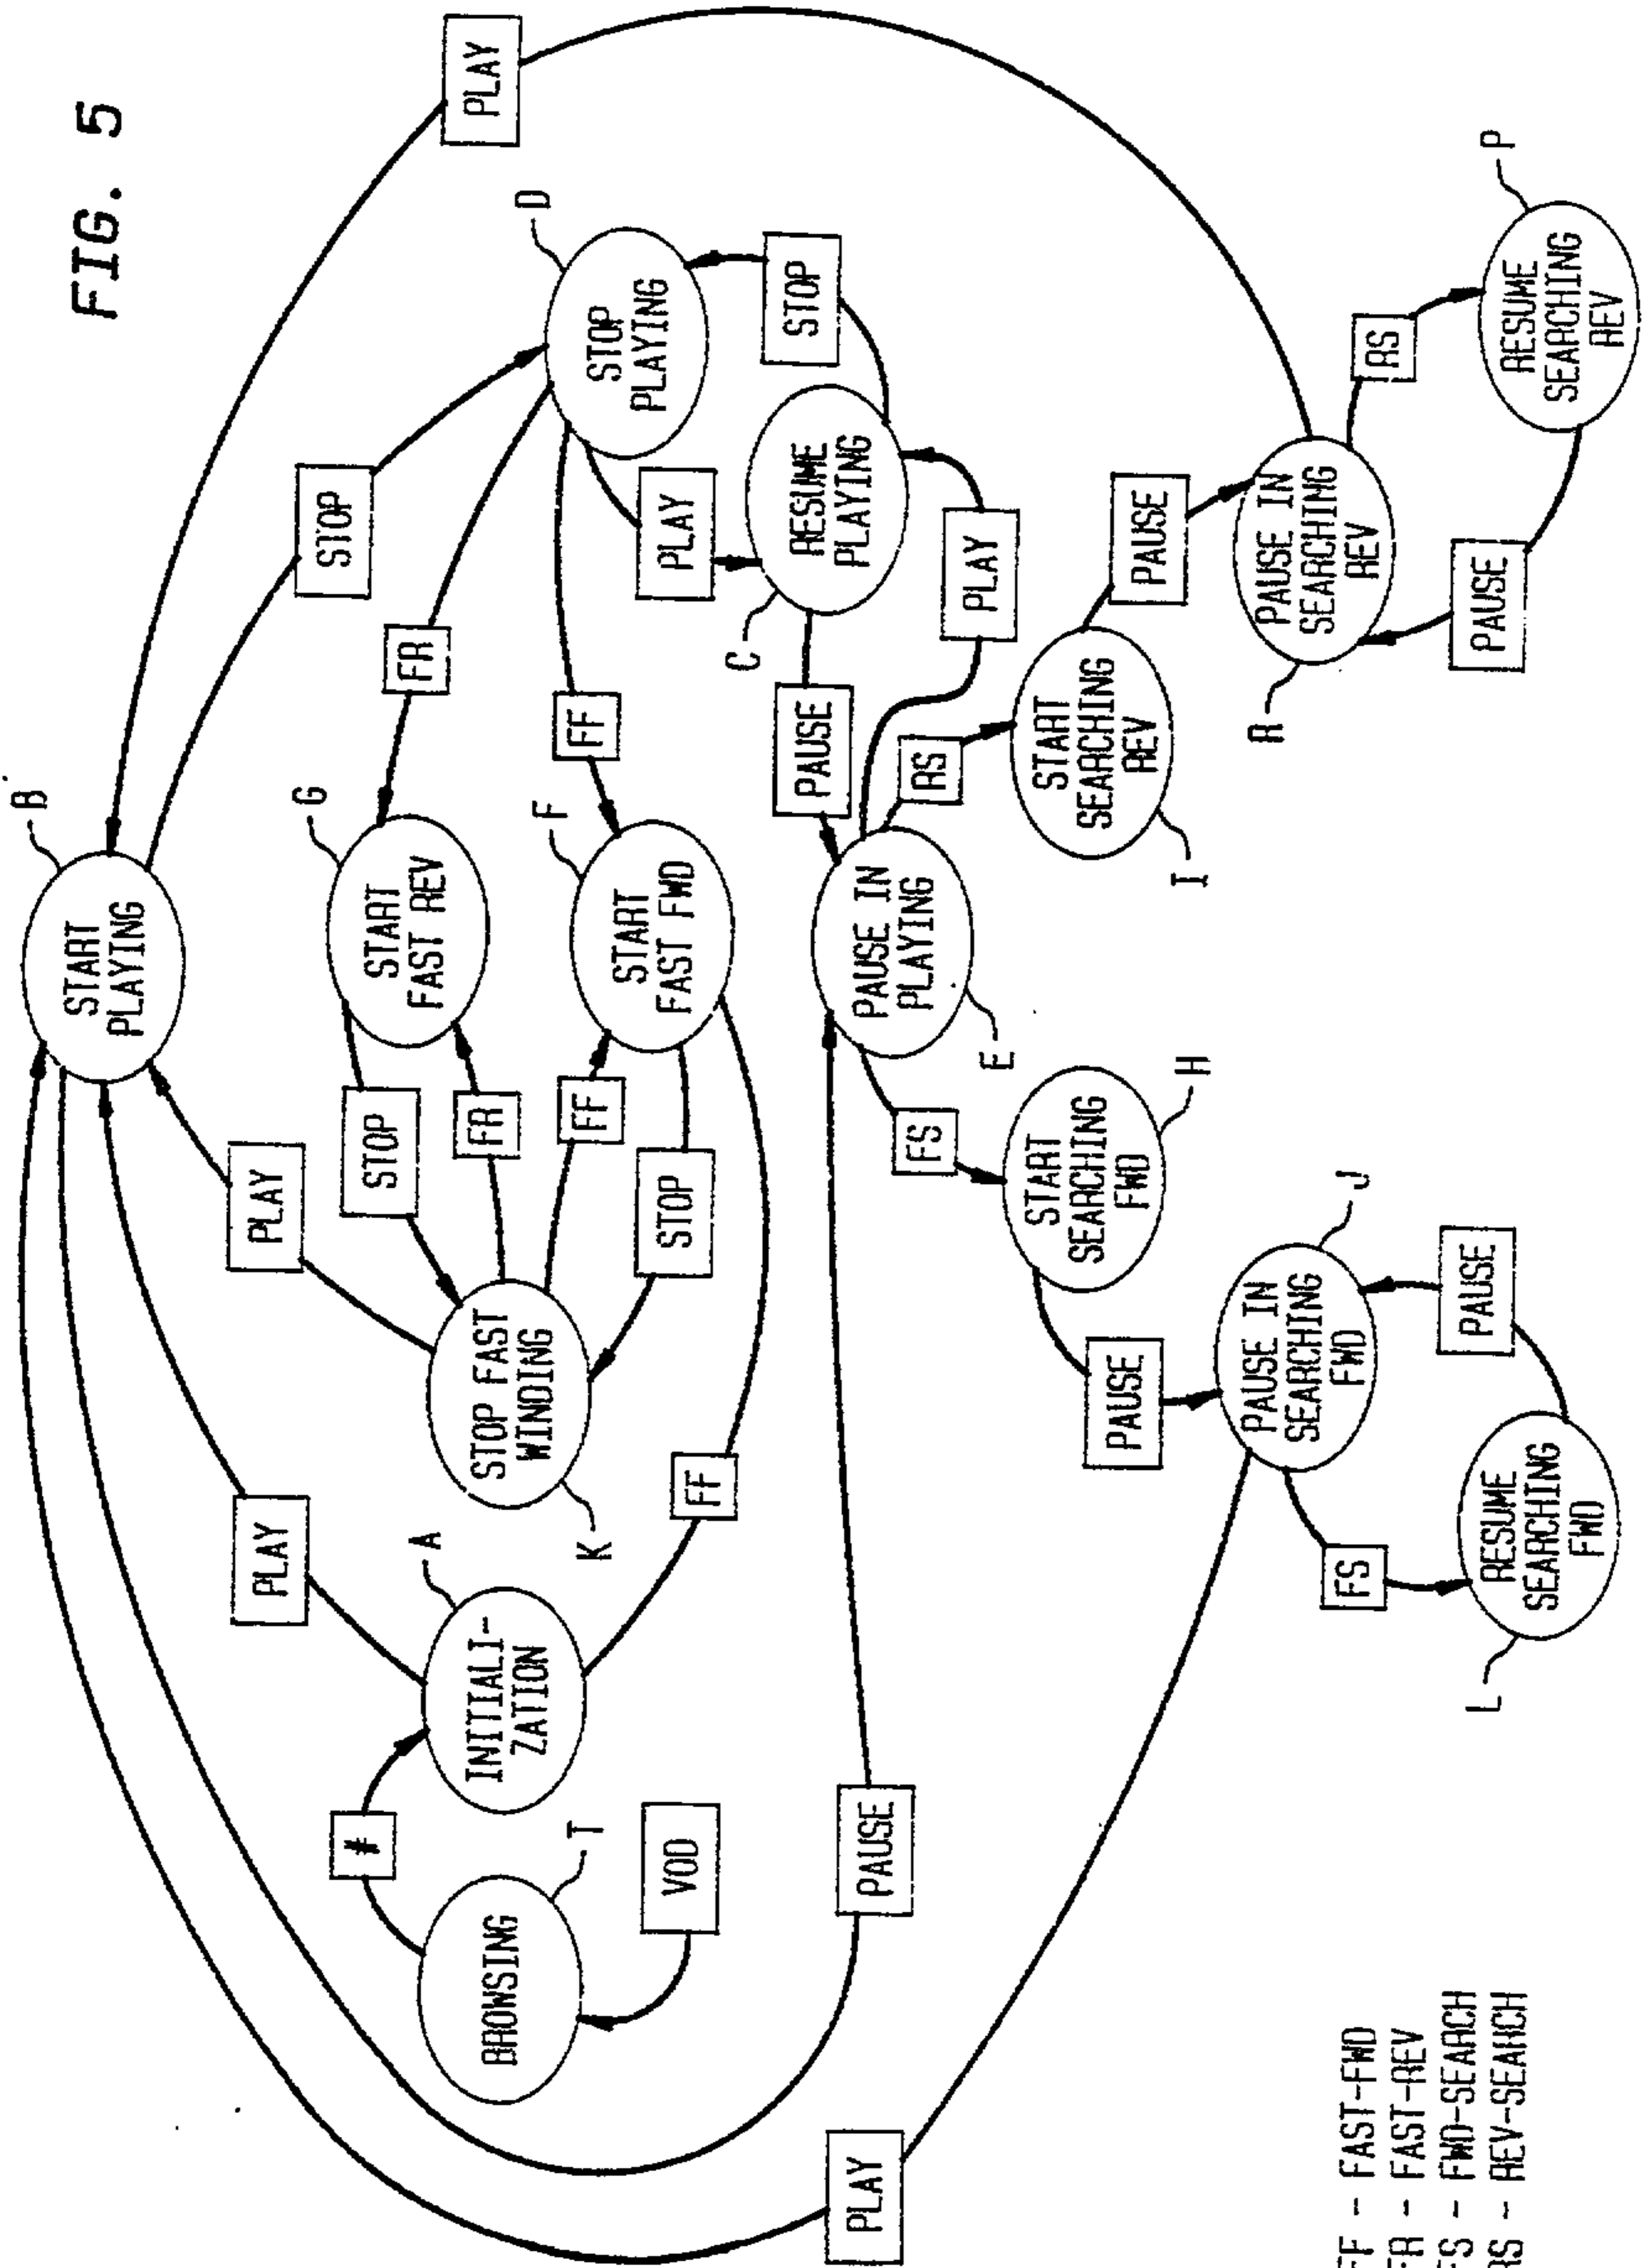 FIG. 5
B
START
PLAYING
PLAY
PLAY
PLAY
STOP
G
START
FAST REV
STOP
FR
FR
D
STOP
PLAYING
STOP FAST
WINDING
K
FF
STOP
F
START
FAST FWD
FF
FF
PLAY
STOP
C
RESUME
PLAYING
#
A
INITIALI-
ZATION
BROWSING
T
VOD
PLAY
PAUSE
PAUSE
PAUSE IN
PLAYING
E
PLAY
FS
RS
START
SEARCHING
FWD
H
START
SEARCHING
REV
I
PAUSE
PAUSE
PAUSE IN
SEARCHING
FWD
J
PAUSE IN
SEARCHING
REV
R
FS
PAUSE
PAUSE
RS
RESUME
SEARCHING
FWD
L
RESUME
SEARCHING
REV
P
FF - FAST-FWD
FR - FAST-REV
FS - FWD-SEARCH
RS - REV-SEARCH